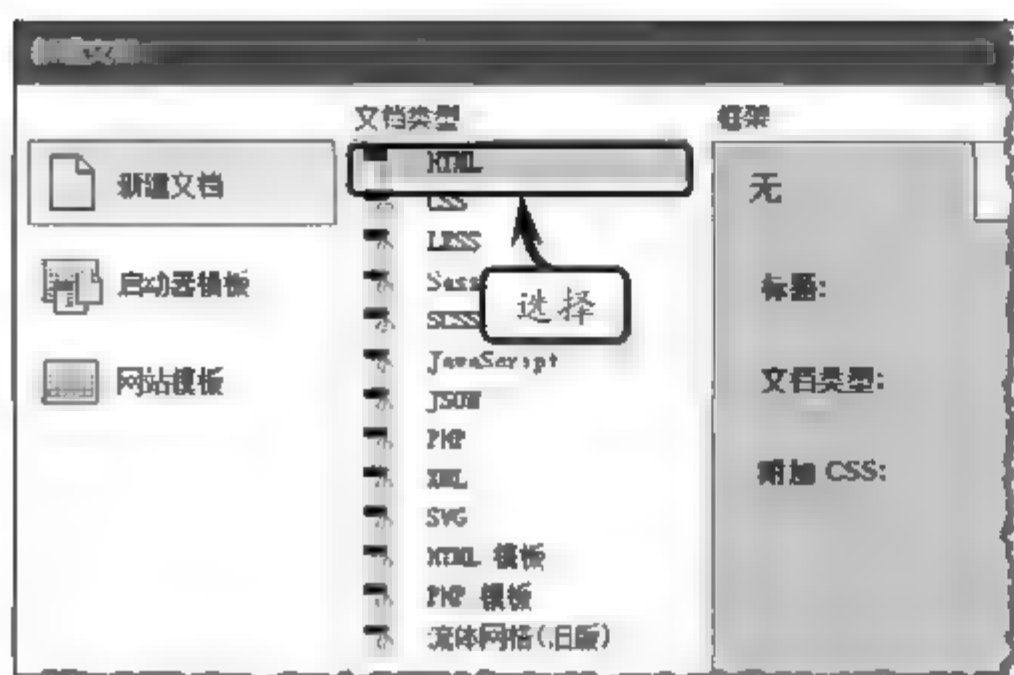 新建文档
新建文档
启动器模板
网站模板
文档类型
HTML
CSS
LESS
Sass
SCSS
JavaScript
JSON
PHP
XML
SVG
HTML 模板
PHP 模板
流体网格(旧版)
选择
框架
无
标题:
文档类型:
附加 CSS: